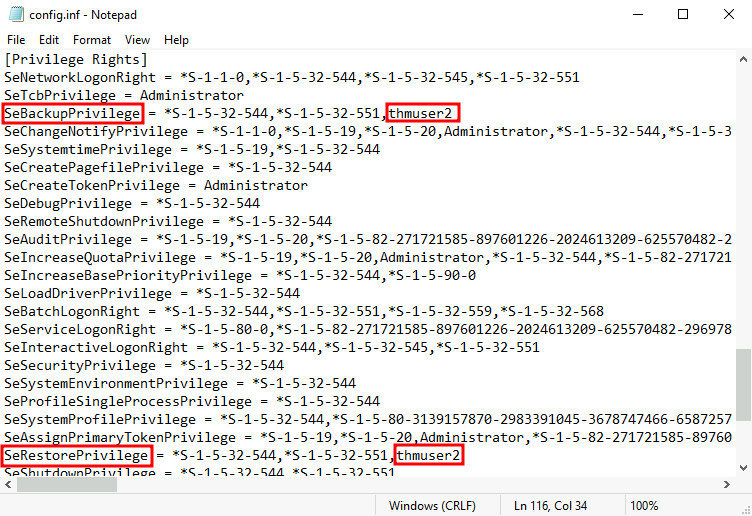 config.inf - Notepad
File Edit Format View Help
[Privilege Rights]
SeNetworkLogonRight = *S-1-1-0,*S-1-5-32-544,*S-1-5-32-545,*S-1-5-32-551
SeTcbPrivilege = Administrator
SeBackupPrivilege = *S-1-5-32-544,*S-1-5-32-551,thmuser2
SeChangeNotifyPrivilege = *S-1-1-0,*S-1-5-19,*S-1-5-20,Administrator,*S-1-5-32-544,*S-1-5-3
SeSystemtimePrivilege = *S-1-5-19,*S-1-5-32-544
SeCreatePagefilePrivilege = *S-1-5-32-544
SeCreateTokenPrivilege = Administrator
SeDebugPrivilege = *S-1-5-32-544
SeRemoteShutdownPrivilege = *S-1-5-32-544
SeAuditPrivilege = *S-1-5-19,*S-1-5-20,*S-1-5-82-271721585-897601226-2024613209-625570482-2
SeIncreaseQuotaPrivilege = *S-1-5-19,*S-1-5-20,Administrator,*S-1-5-32-544,*S-1-5-82-271721
SeIncreaseBasePriorityPrivilege = *S-1-5-32-544,*S-1-5-90-0
SeLoadDriverPrivilege = *S-1-5-32-544
SeBatchLogonRight = *S-1-5-32-544,*S-1-5-32-551,*S-1-5-32-559,*S-1-5-32-568
SeServiceLogonRight = *S-1-5-80-0,*S-1-5-82-271721585-897601226-2024613209-625570482-296978
SeInteractiveLogonRight = *S-1-5-32-544,*S-1-5-32-545,*S-1-5-32-551
SeSecurityPrivilege = *S-1-5-32-544
SeSystemEnvironmentPrivilege = *S-1-5-32-544
SeProfileSingleProcessPrivilege = *S-1-5-32-544
SeSystemProfilePrivilege = *S-1-5-32-544,*S-1-5-80-3139157870-2983391045-3678747466-6587257
SeAssignPrimaryTokenPrivilege = *S-1-5-19,*S-1-5-20,Administrator,*S-1-5-82-271721585-89760
SeRestorePrivilege = *S-1-5-32-544,*S-1-5-32-551,thmuser2
SeShutdownPrivilege = *S-1-5-32-544,*S-1-5-32-551
Windows (CRLF) Ln 116, Col 34 100%